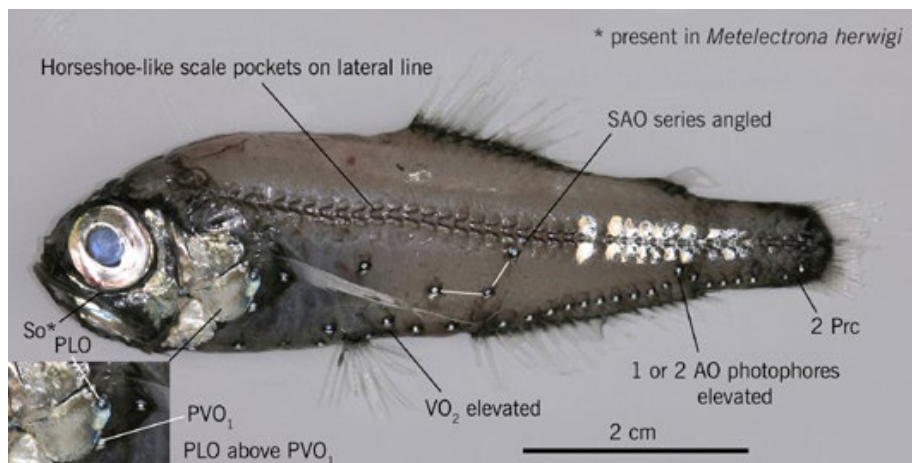 * present in Metelectrona herwigi
Horseshoe-like scale pockets on lateral line
SAO series angled
So*
PLO
2 Prc
1 or 2 AO photophores
elevated
VO₂ elevated
PVO₁
PLO above PVO₁
2 cm